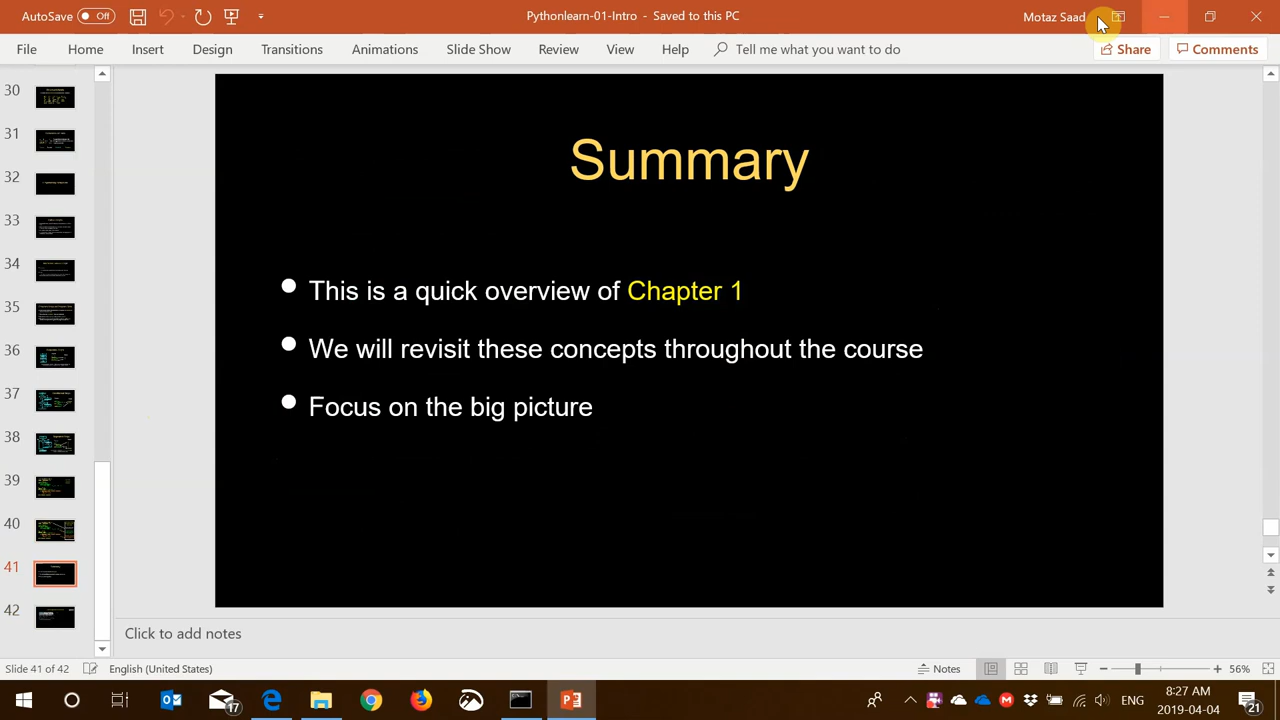 AutoSave Off
Pythonlearn-01-Intro - Saved to this PC
Motaz Saad
File Home Insert Design Transitions Animations Slide Show Review View Help Tell me what you want to do Share Comments
30
31
32
33
34
36
37
38
39
40
41
42
Summary
This is a quick overview of Chapter 1
We will revisit these concepts throughout the course
Focus on the big picture
Click to add notes
Slide 41 of 42 English (United States) Notes 56%
17
ENG
8:27 AM
2019-04-04
21